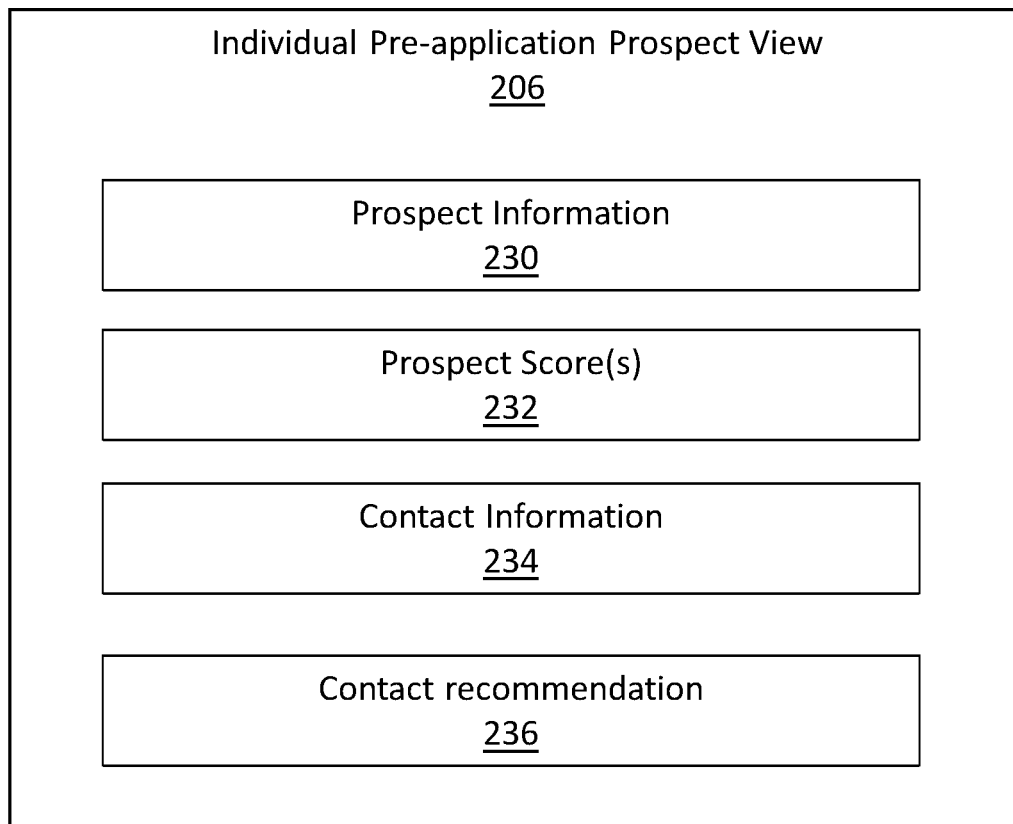 Individual Pre-application Prospect View
206
Prospect Information
230
Prospect Score(s)
232
Contact Information
234
Contact recommendation
236